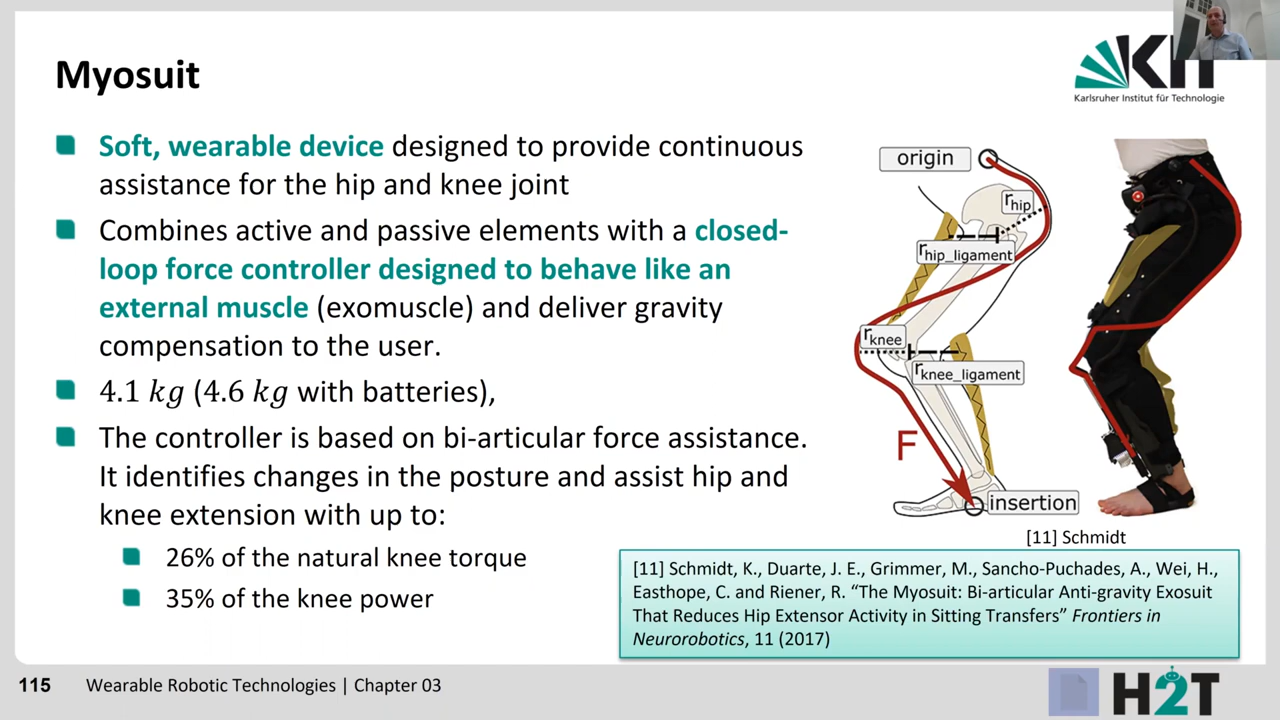 Myosuit
KIT
Karlsruher Institut für Technologie
Soft, wearable device designed to provide continuous
assistance for the hip and knee joint
Combines active and passive elements with a closed-
loop force controller designed to behave like an
external muscle (exomuscle) and deliver gravity
compensation to the user.
4.1 kg (4.6 kg with batteries),
The controller is based on bi-articular force assistance.
It identifies changes in the posture and assist hip and
knee extension with up to:
26% of the natural knee torque
35% of the knee power
origin
rhip
rhip_ligament
rknee
rknee_ligament
F
insertion
[11] Schmidt
[11] Schmidt, K., Duarte, J. E., Grimmer, M., Sancho-Puchades, A., Wei, H.,
Easthope, C. and Riener, R. “The Myosuit: Bi-articular Anti-gravity Exosuit
That Reduces Hip Extensor Activity in Sitting Transfers” Frontiers in
Neurorobotics, 11 (2017)
115 Wearable Robotic Technologies | Chapter 03
H2T